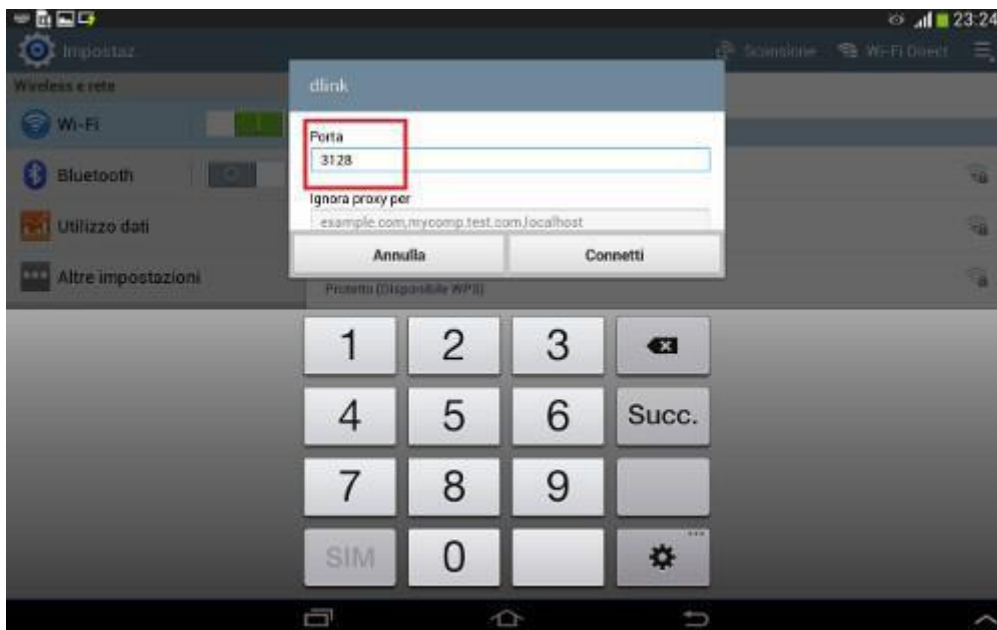 23:24
Impostaz.
Scansione Wi-Fi Direct
Wireless e rete
dlink
Wi-Fi
Porta
3128
Bluetooth
Ignora proxy per
example.com,mycomp.test.com,localhost
Utilizzo dati
Annulla Connetti
Altre impostazioni
Protetto (Disponibile WPS)
1 2 3
4 5 6 Succ.
7 8 9
SIM 0